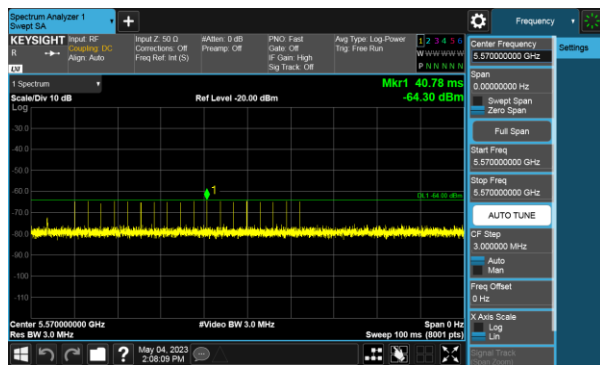 Spectrum Analyzer 1
Swept SA
Frequency
KEYSIGHT
R
LNI
Input: RF
Coupling: DC
Align: Auto
Input Z: 50 Ω
Corrections: Off
Freq Ref: Int (S)
#Atten: 0 dB
Preamp: Off
PNO: Fast
Gate: Off
IF Gain: High
Sig Track: Off
Avg Type: Log-Power
Trig: Free Run
1 2 3 4 5 6
W W W W W W
P N N N N N
1 Spectrum
Scale/Div 10 dB
Ref Level -20.00 dBm
Mkr1 40.78 ms
-64.30 dBm
Log
-30.0
-40.0
-50.0
-60.0
-70.0
-80.0
-90.0
-100
-110
1
DL1 -64.00 dBm
Center 5.570000000 GHz
Res BW 3.0 MHz
#Video BW 3.0 MHz
Span 0 Hz
Sweep 100 ms (8001 pts)
May 04, 2023
2:08:09 PM
Center Frequency
5.570000000 GHz
Settings
Span
0.00000000 Hz
Swept Span
Zero Span
Full Span
Start Freq
5.570000000 GHz
Stop Freq
5.570000000 GHz
AUTO TUNE
CF Step
3.000000 MHz
Auto
Man
Freq Offset
0 Hz
X Axis Scale
Log
Lin
Signal Track
(Span Zoom)